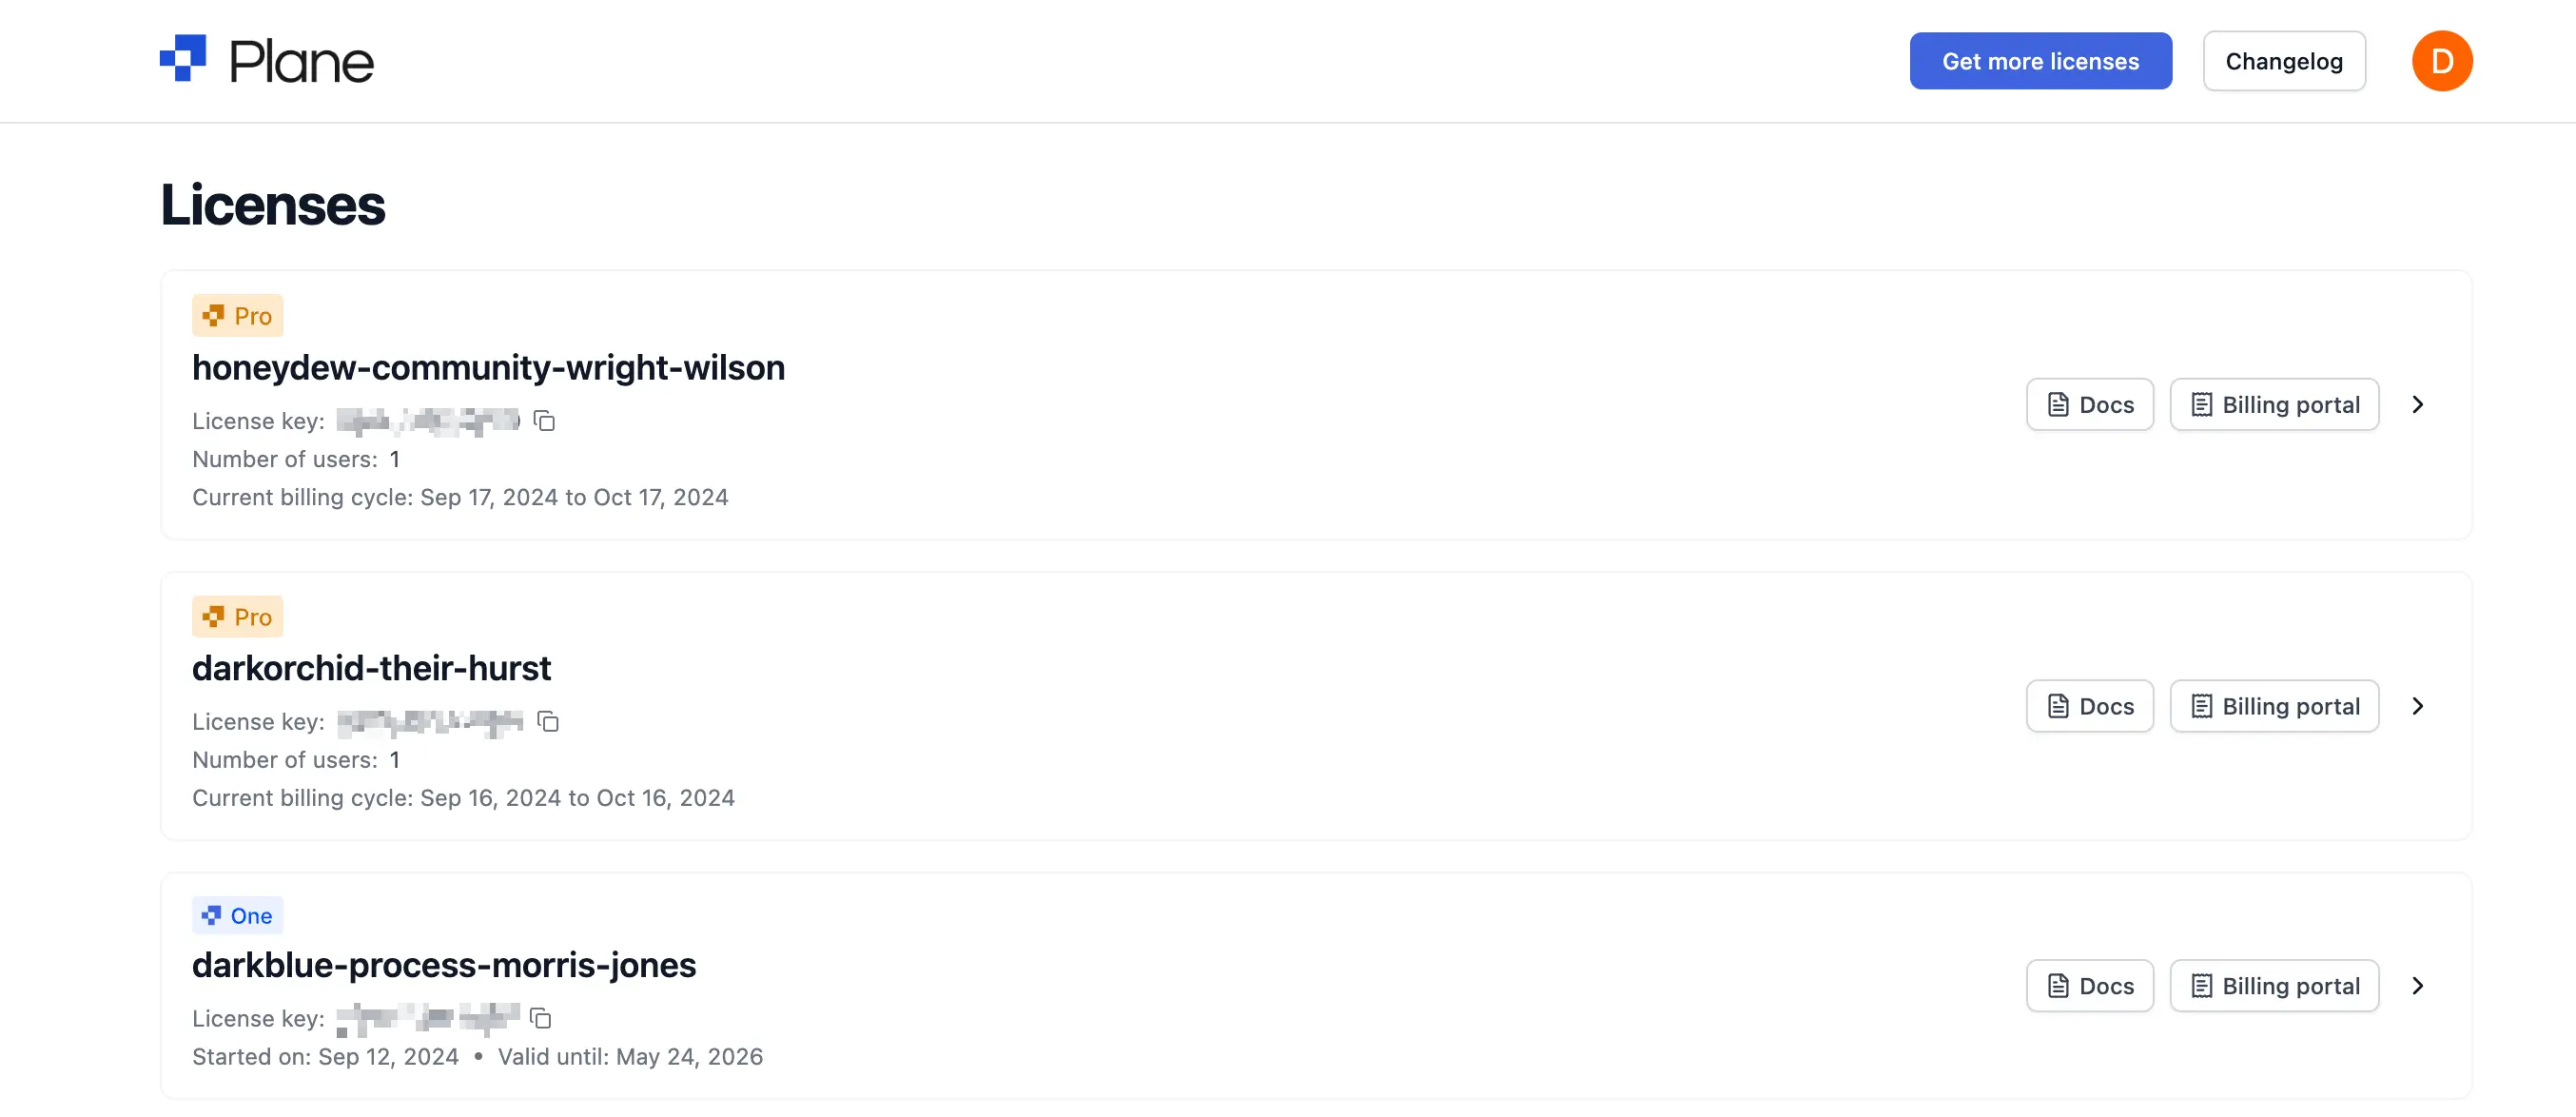 Plane
Get more licenses
Changelog
D
Licenses
Pro
honeydew-community-wright-wilson
License key:
Number of users: 1
Current billing cycle: Sep 17, 2024 to Oct 17, 2024
Docs
Billing portal
Pro
darkorchid-their-hurst
License key:
Number of users: 1
Current billing cycle: Sep 16, 2024 to Oct 16, 2024
Docs
Billing portal
One
darkblue-process-morris-jones
License key:
Started on: Sep 12, 2024 • Valid until: May 24, 2026
Docs
Billing portal